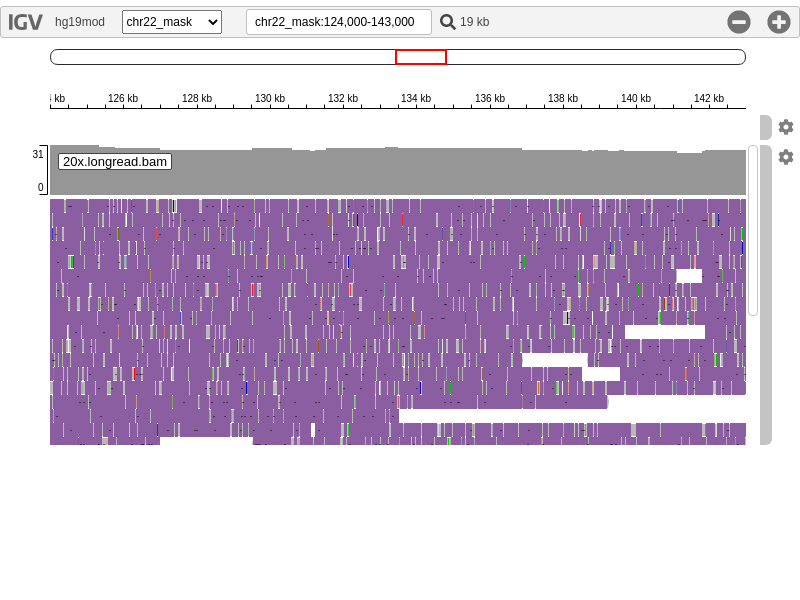 IGV hg19mod chr22_mask chr22_mask:124,000-143,000 19 kb
kb 126 kb 128 kb 130 kb 132 kb 134 kb 136 kb 138 kb 140 kb 142 kb
31
20x.longread.bam
0